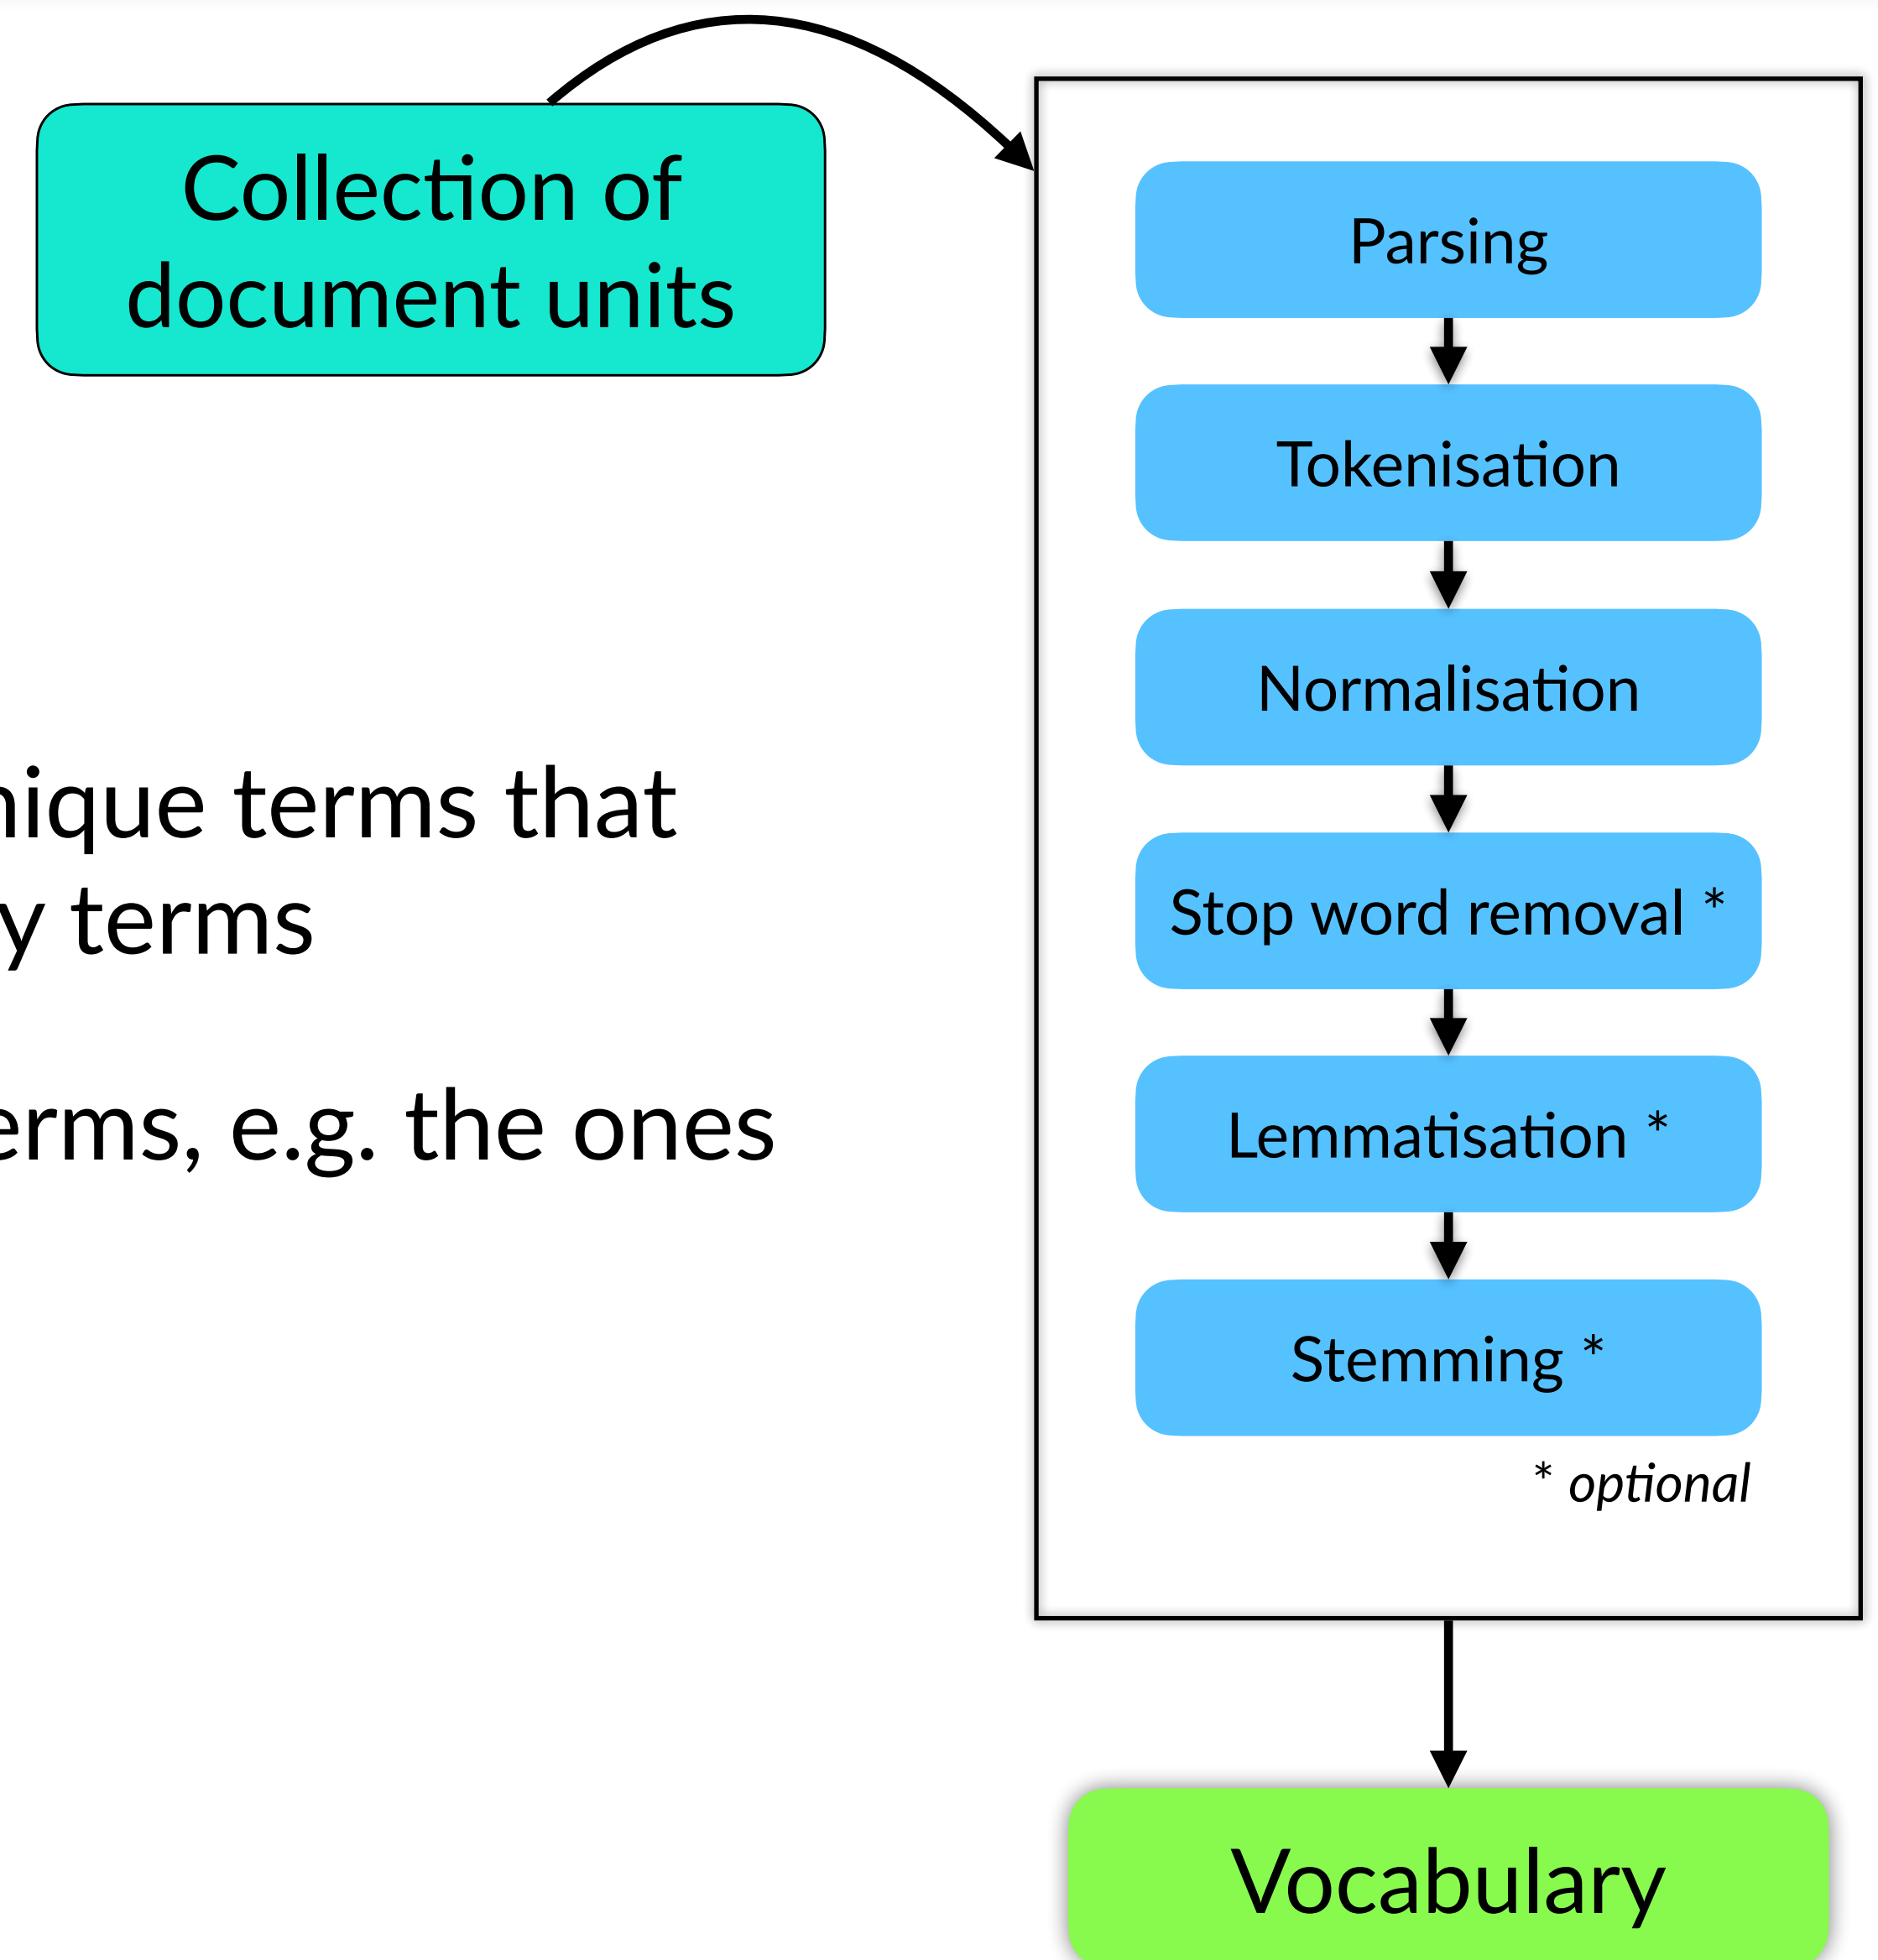 Collection of
document units
nique terms that
y terms
erms, e.g. the ones
Parsing
Tokenisation
Normalisation
Stop word removal *
Lemmatisation *
Stemming *
* optional
Vocabulary